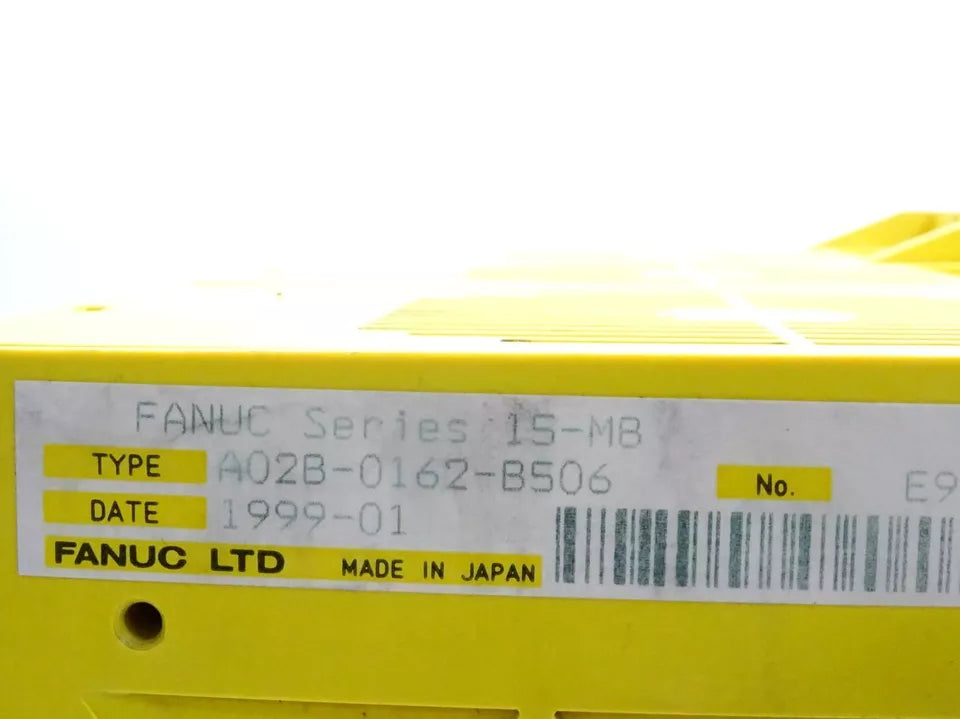 FANUC Series 15-MB
TYPE A02B-0162-B506
No. E9
DATE 1999-01
FANUC LTD MADE IN JAPAN